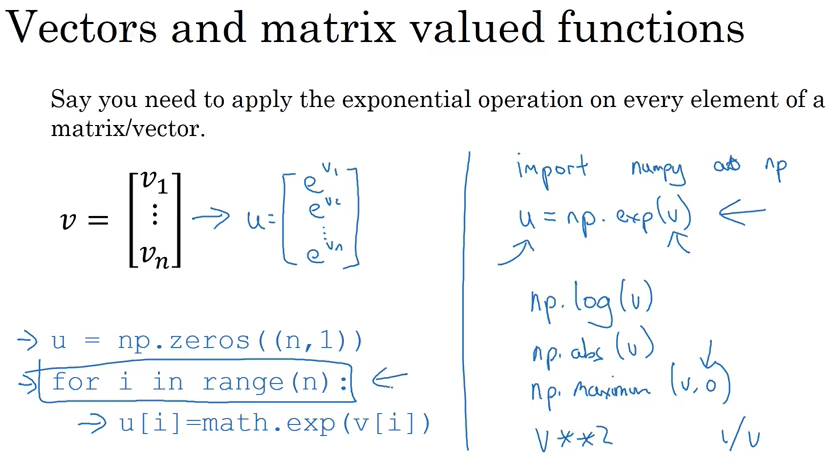 Vectors and matrix valued functions
Say you need to apply the exponential operation on every element of a
matrix/vector.
v = [v1 ⋮ vn] → u = [e^v1 e^v2 ⋮ e^vn]
→ u = np.zeros((n,1))
→ for i in range(n): ←
→ u[i]=math.exp(v[i])
import numpy as np
u = np.exp(v) ←
np.log(v)
np.abs(v)
np.maximum(v,0)
v**2 1/v